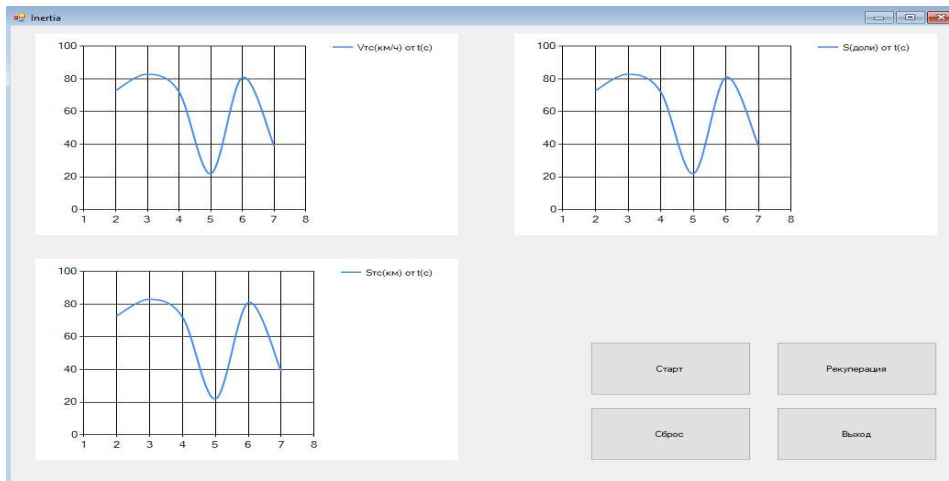 Inertia
100
80
60
40
20
0
1 2 3 4 5 6 7 8
Vтс(км/ч) от t(c)
100
80
60
40
20
0
1 2 3 4 5 6 7 8
S(доли) от t(c)
100
80
60
40
20
0
1 2 3 4 5 6 7 8
Sтс(км) от t(c)
Старт
Рекуперация
Сброс
Выход